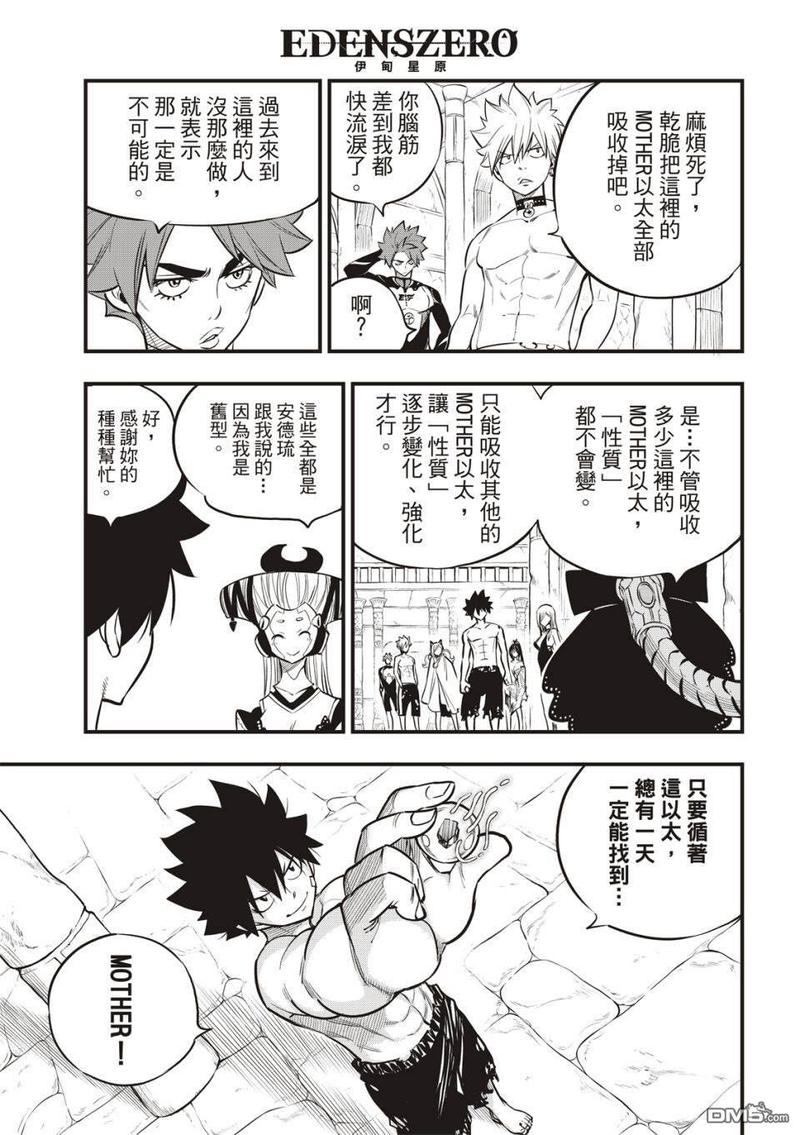 EDENSZERO
伊甸星原
麻煩死了，
乾脆把這裡的
MOTHER以太全部
吸收掉吧。
你腦筋
差到我都
快流淚了。
啊？
過去來到
這裡的人
沒那麼做，
就表示
那一定是
不可能的。
是…不管吸收
多少這裡的
MOTHER以太，
「性質」
都不會變。
只能吸收其他的
MOTHER以太，
讓「性質」
逐步變化、強化
才行。
這些全都是
安德琉
跟我說的…
因為我是
舊型。
好，
感謝妳的
種種幫忙。
只要循著
這以太，
總有一天
一定能找到…
MOTHER！
DM5.com